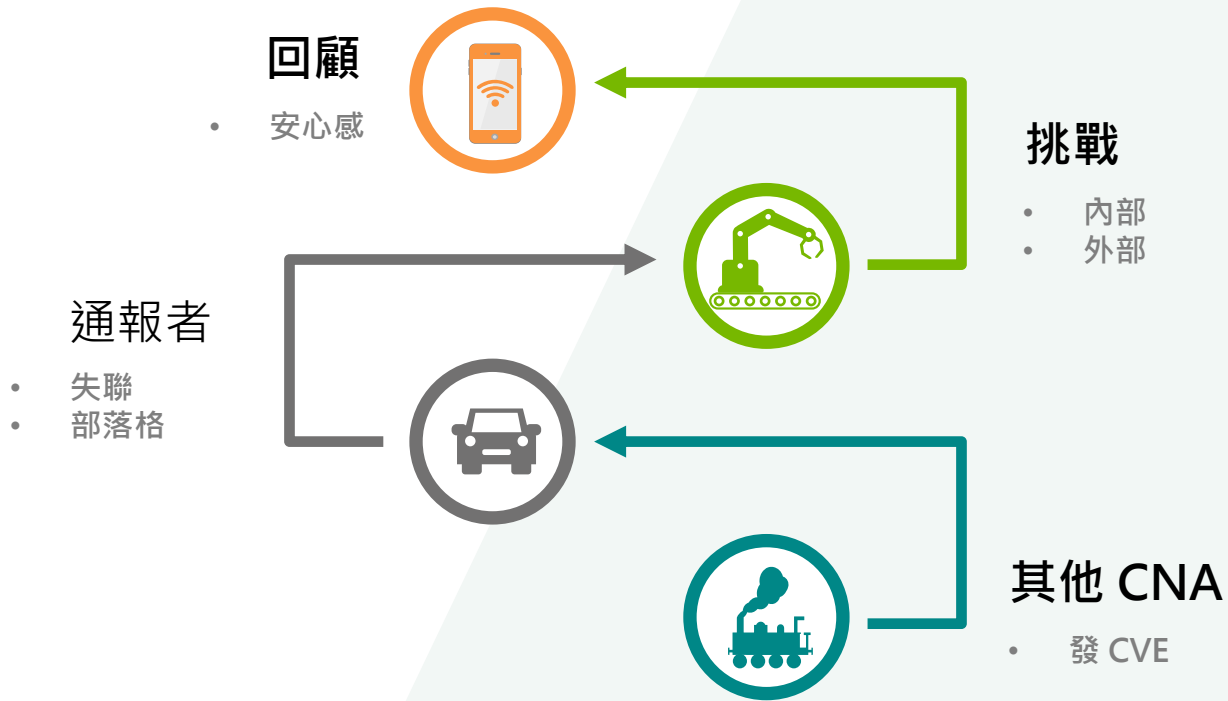 回顧
• 安心感
挑戰
• 內部
• 外部
通報者
• 失聯
• 部落格
其他 CNA
• 發 CVE